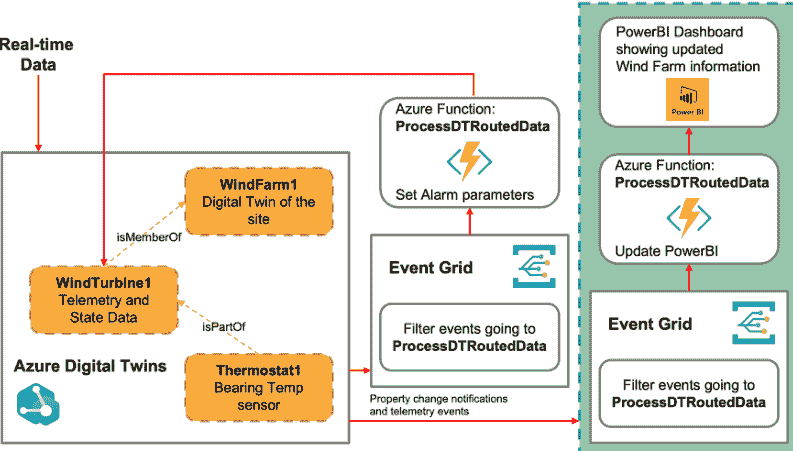 Real-time
Data
WindFarm1
Digital Twin of the
site
isMemberOf
WindTurbine1
Telemetry and
State Data
isPartOf
Azure Digital Twins
Thermostat1
Bearing Temp
sensor
Azure Function:
ProcessDTRoutedData
Set Alarm parameters
Event Grid
Filter events going to
ProcessDTRoutedData
Property change notifications
and telemetry events
PowerBI Dashboard
showing updated
Wind Farm information
Power BI
Azure Function:
ProcessDTRoutedData
Update PowerBI
Event Grid
Filter events going to
ProcessDTRoutedData